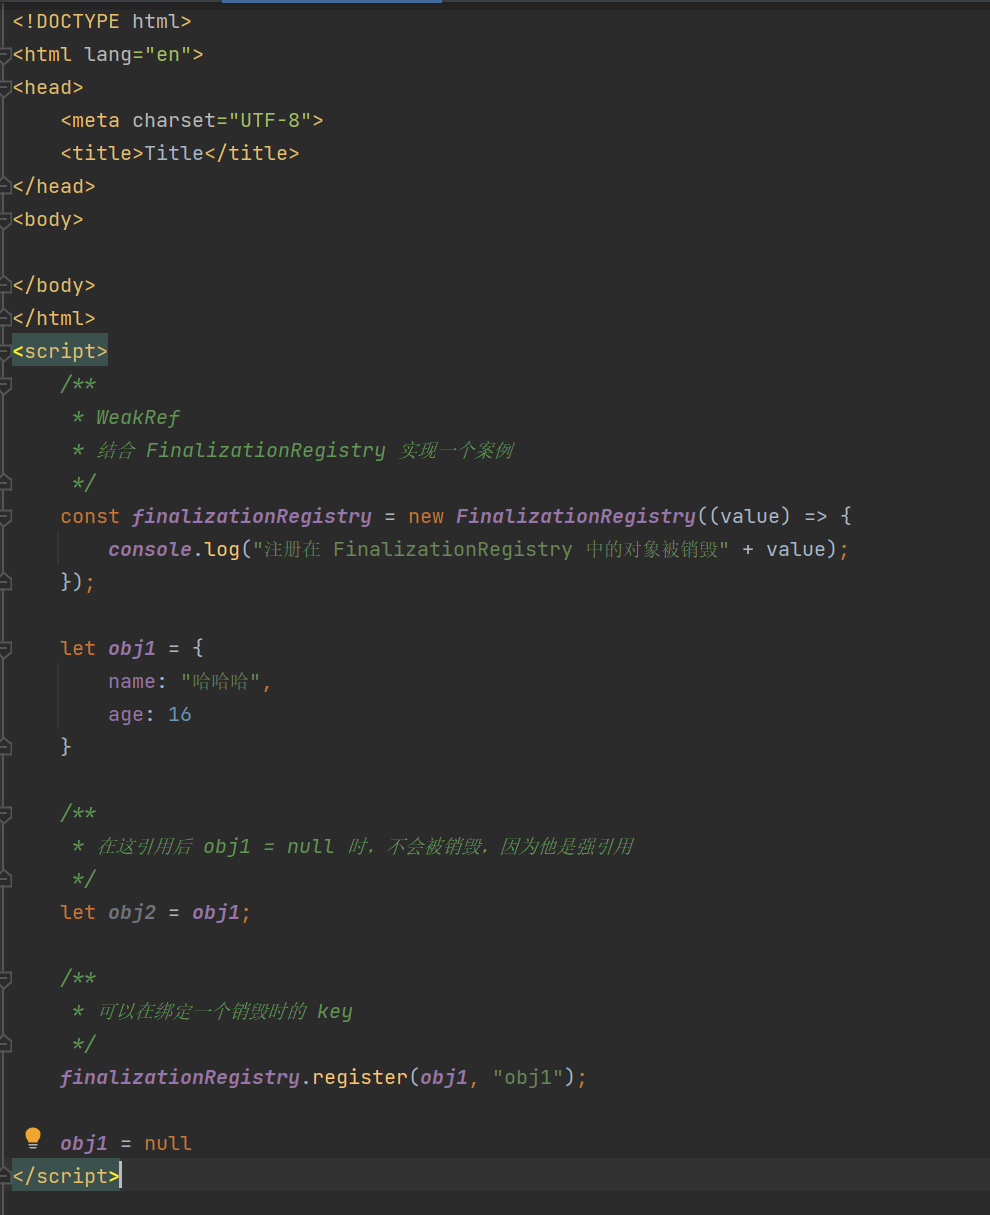 <!DOCTYPE html>
<html lang="en">
<head>
    <meta charset="UTF-8">
    <title>Title</title>
</head>
<body>

</body>
</html>
<script>
    /**
     * WeakRef
     * 结合 FinalizationRegistry 实现一个案例
     */
    const finalizationRegistry = new FinalizationRegistry((value) => {
        console.log("注册在 FinalizationRegistry 中的对象被销毁" + value);
    });

    let obj1 = {
        name: "哈哈哈",
        age: 16
    }

    /**
     * 在这引用后 obj1 = null 时，不会被销毁，因为他是强引用
     */
    let obj2 = obj1;

    /**
     * 可以在绑定一个销毁时的 key
     */
    finalizationRegistry.register(obj1, "obj1");

    obj1 = null
</script>